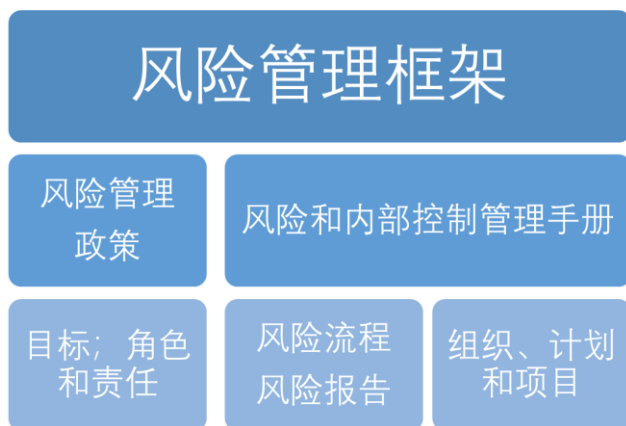 风险管理框架
风险管理
政策
风险和内部控制管理手册
目标；角色
和责任
风险流程
风险报告
组织、计划
和项目